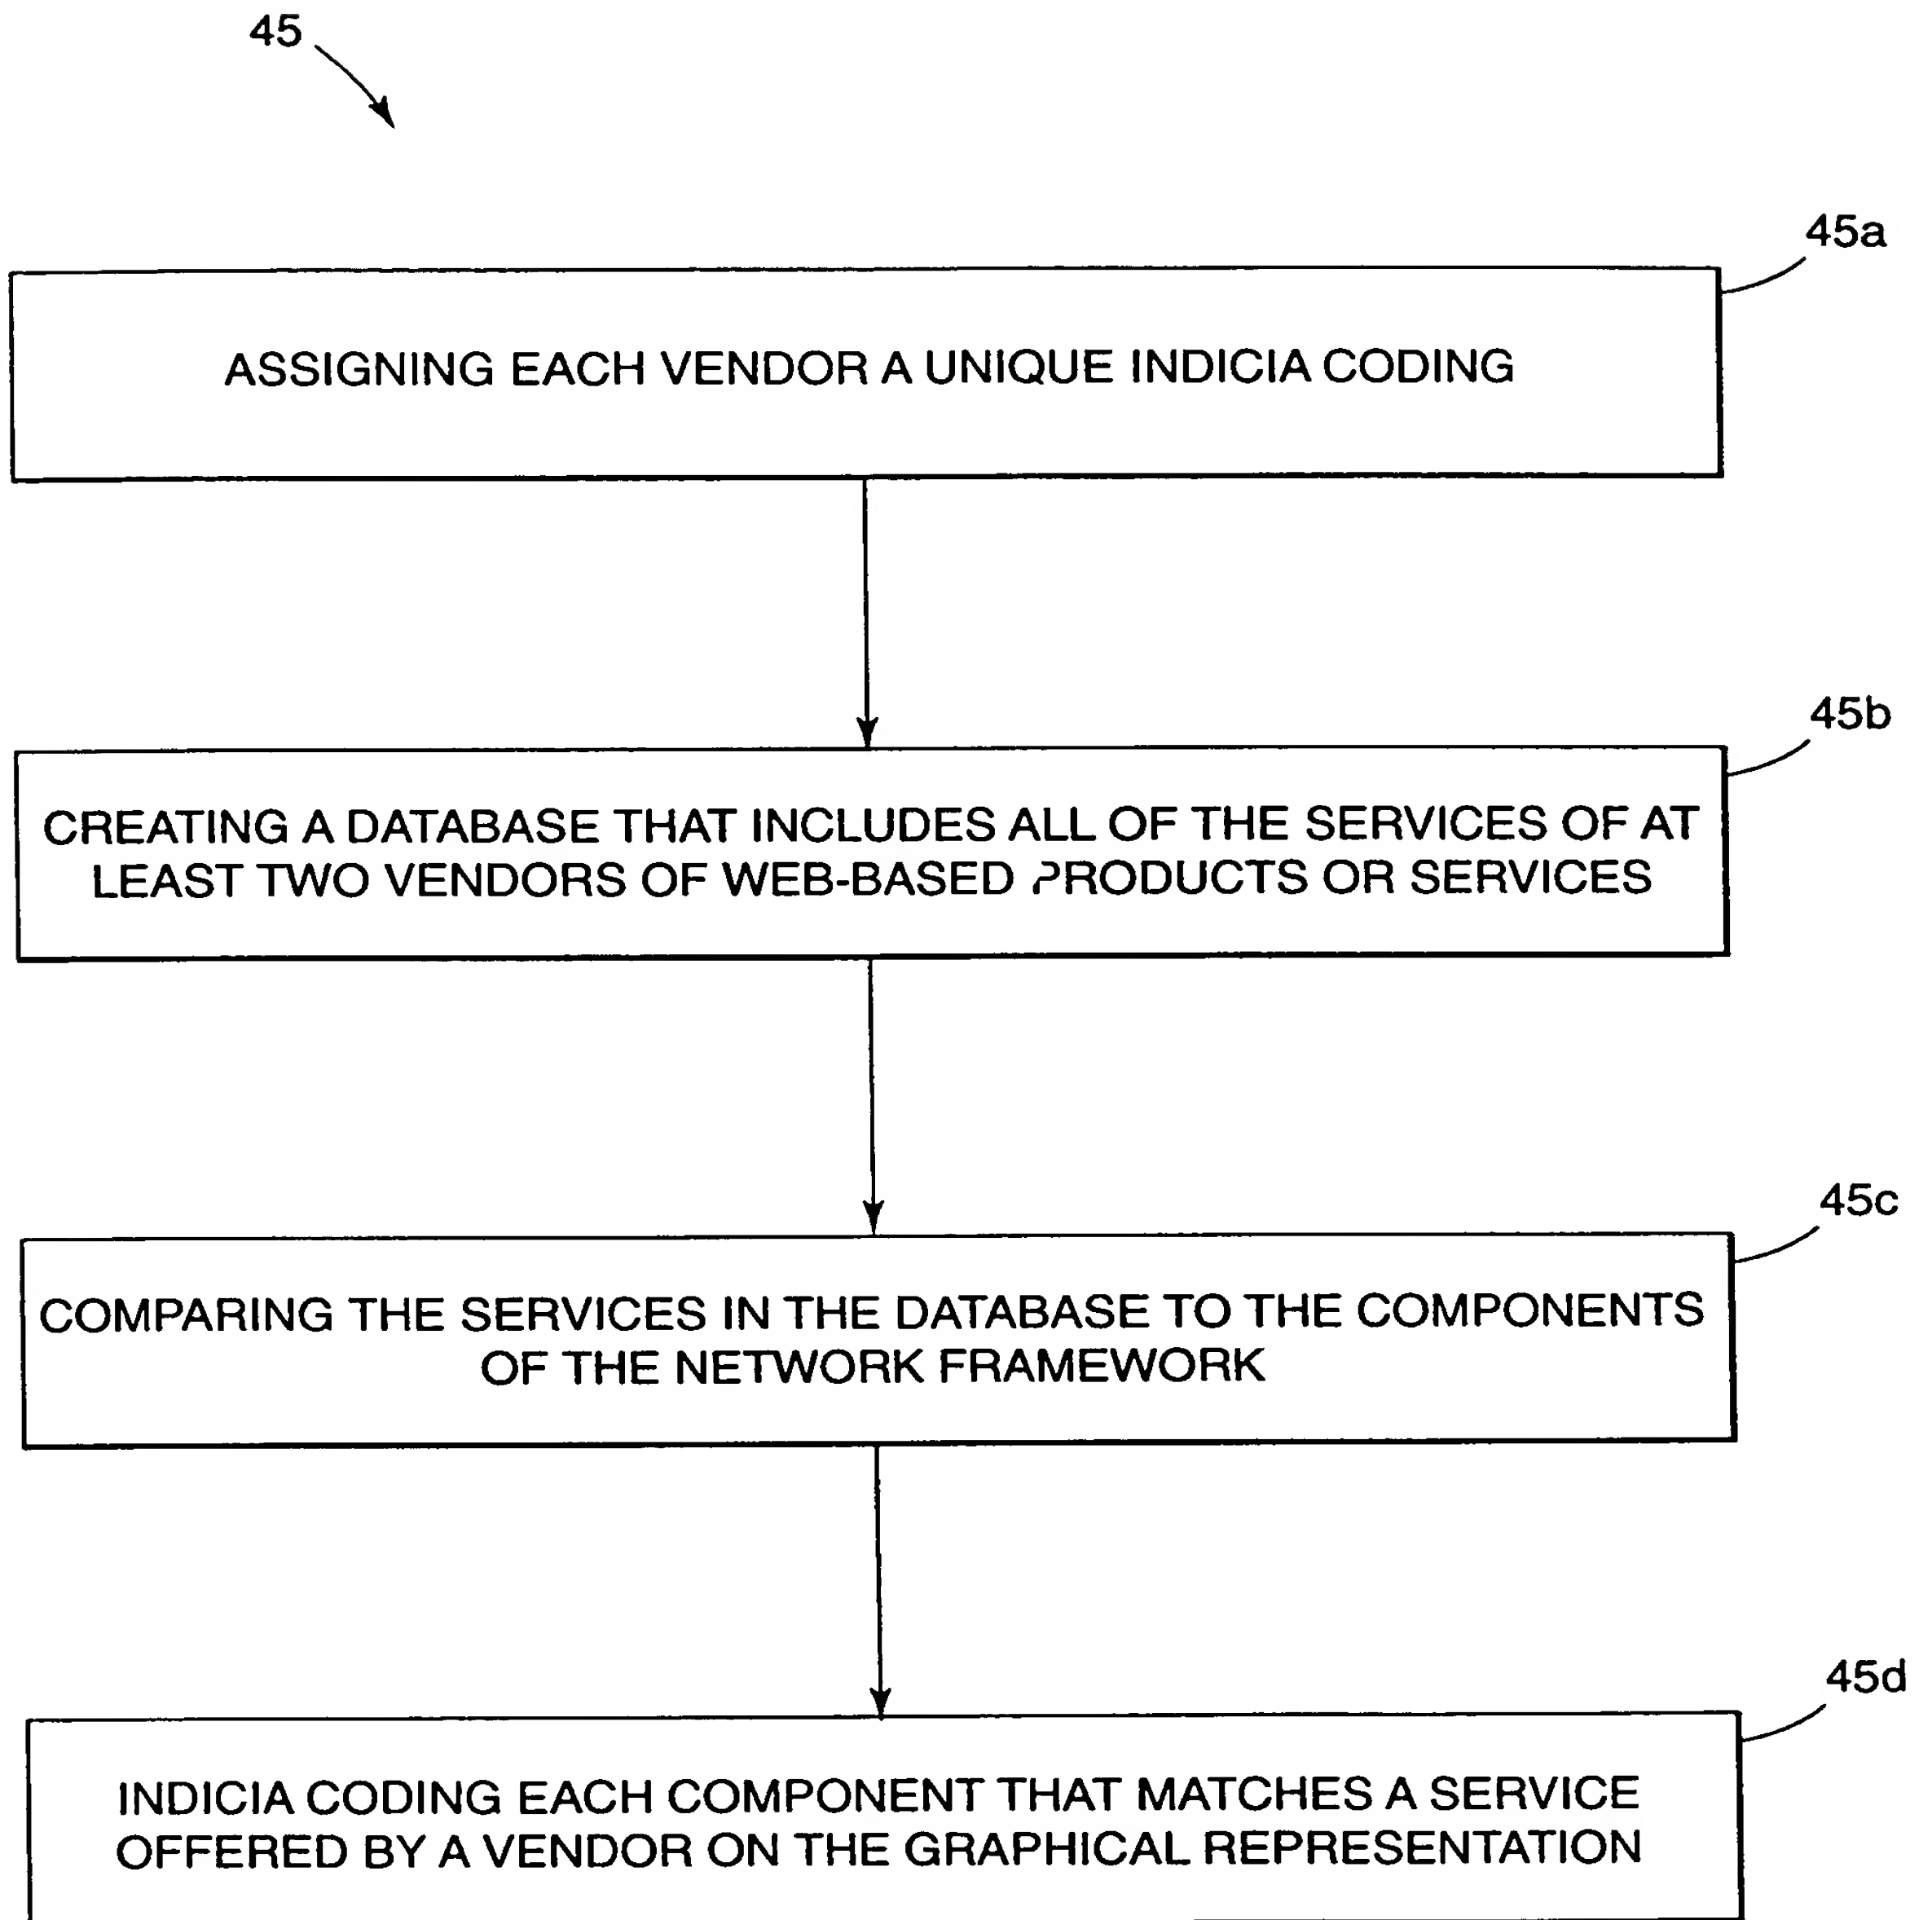 45
45a
ASSIGNING EACH VENDOR A UNIQUE INDICIA CODING
45b
CREATING A DATABASE THAT INCLUDES ALL OF THE SERVICES OF AT
LEAST TWO VENDORS OF WEB-BASED PRODUCTS OR SERVICES
45c
COMPARING THE SERVICES IN THE DATABASE TO THE COMPONENTS
OF THE NETWORK FRAMEWORK
45d
INDICIA CODING EACH COMPONENT THAT MATCHES A SERVICE
OFFERED BY A VENDOR ON THE GRAPHICAL REPRESENTATION